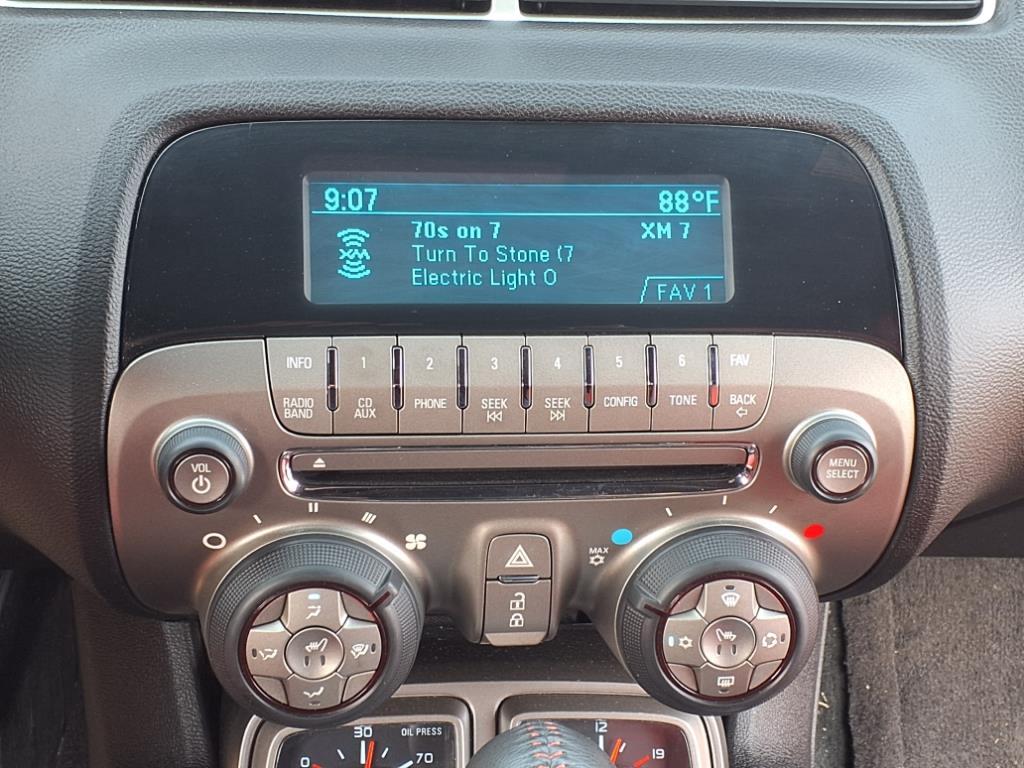 9:07 88°F
70s on 7 XM 7
XM Turn To Stone (7
Electric Light O
FAV 1
INFO 1 2 3 4 5 6 FAV
RADIO BAND CD AUX PHONE SEEK SEEK CONFIG TONE BACK
VOL
MENU SELECT
MAX
30 OIL PRESS 12
0 70 19